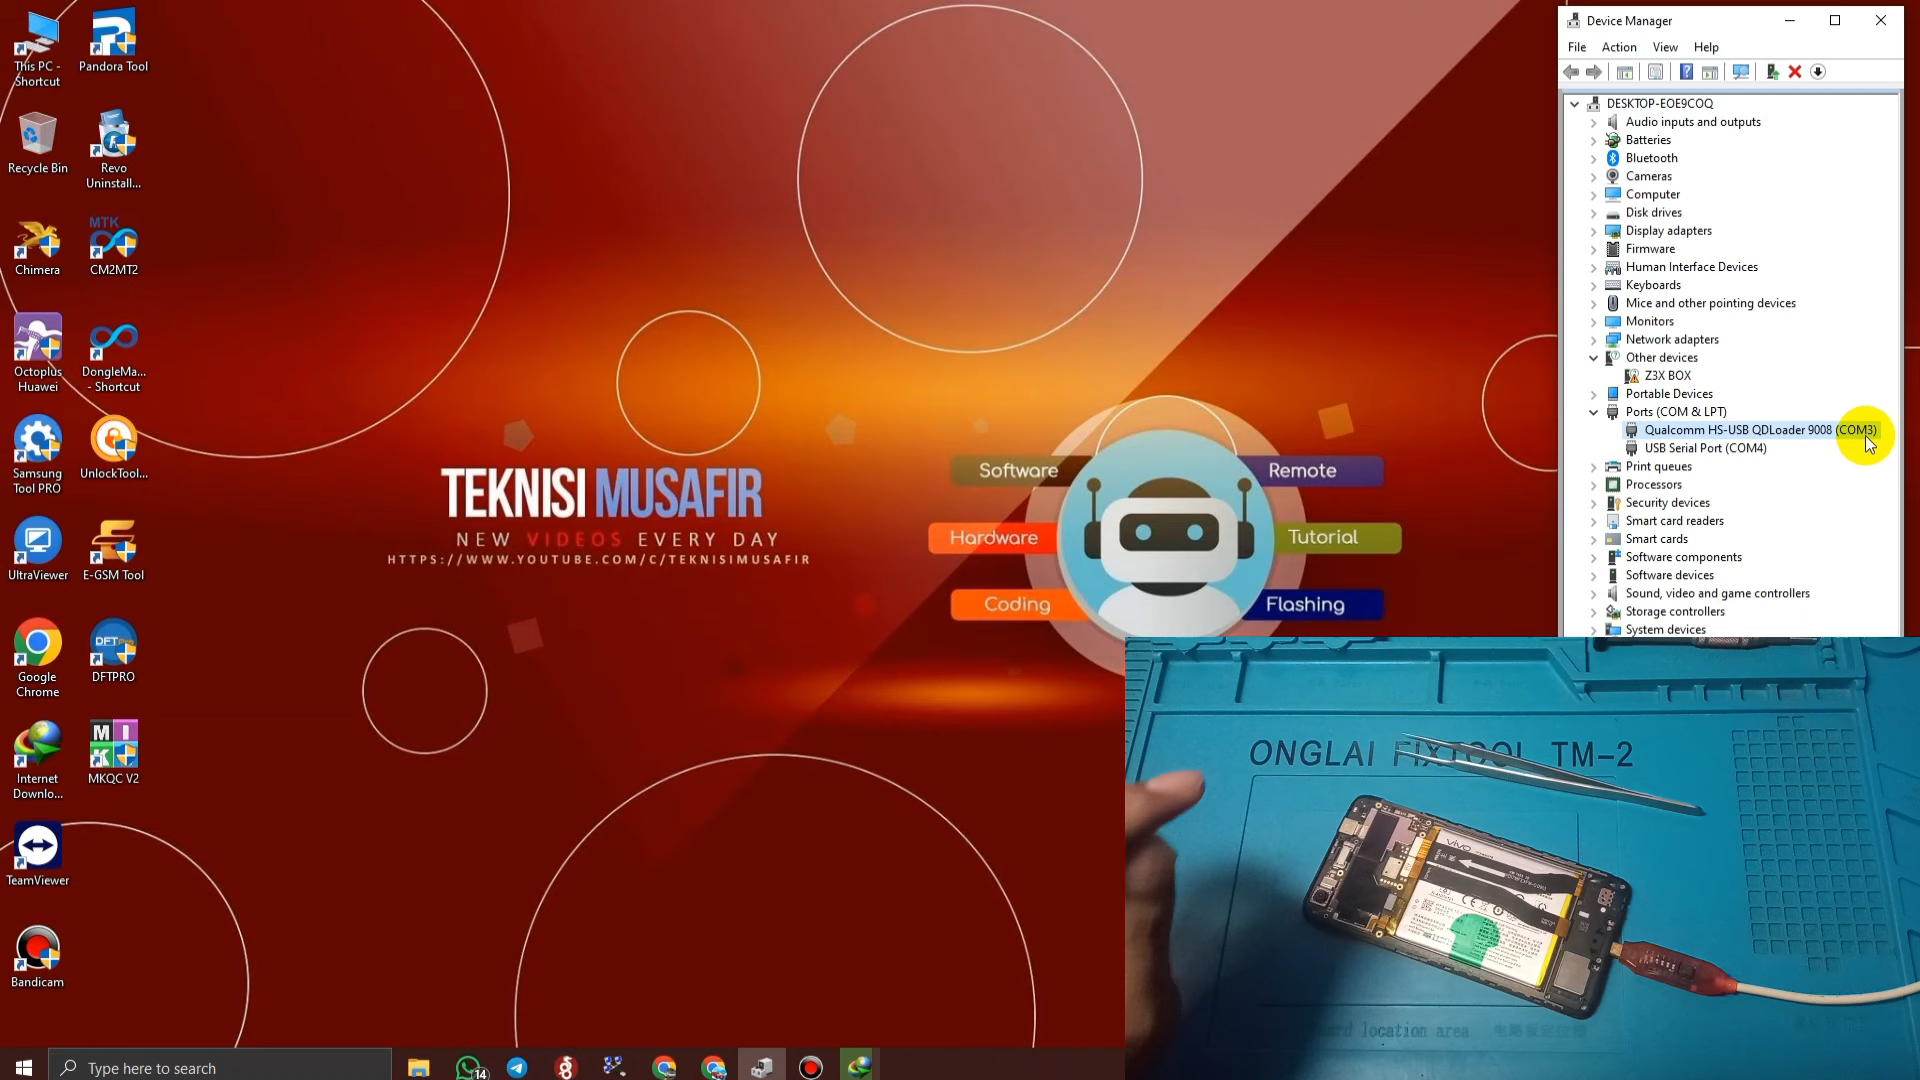 This PC -
Shortcut
Pandora Tool
Recycle Bin
Revo
Uninstall...
Chimera
MTK
CM2MT2
Octoplus
Huawei
DongleMa...
- Shortcut
Samsung
Tool PRO
UnlockTool...
UltraViewer
E-GSM Tool
Google
Chrome
DFTPro
DFTPRO
Internet
Downlo...
M I
K
MKQC V2
TeamViewer
Bandicam
TEKNISI MUSAFIR
NEW VIDEOS EVERY DAY
HTTPS://WWW.YOUTUBE.COM/C/TEKNISIMUSAFIR
Software
Hardware
Coding
Remote
Tutorial
Flashing
Device Manager
File Action View Help
DESKTOP-EOE9COQ
Audio inputs and outputs
Batteries
Bluetooth
Cameras
Computer
Disk drives
Display adapters
Firmware
Human Interface Devices
Keyboards
Mice and other pointing devices
Monitors
Network adapters
Other devices
Z3X BOX
Portable Devices
Ports (COM & LPT)
Qualcomm HS-USB QDLoader 9008 (COM3)
USB Serial Port (COM4)
Print queues
Processors
Security devices
Smart card readers
Smart cards
Software components
Software devices
Sound, video and game controllers
Storage controllers
System devices
ONGLAI FIXTOOL TM-2
vivo
location area
Type here to search
14